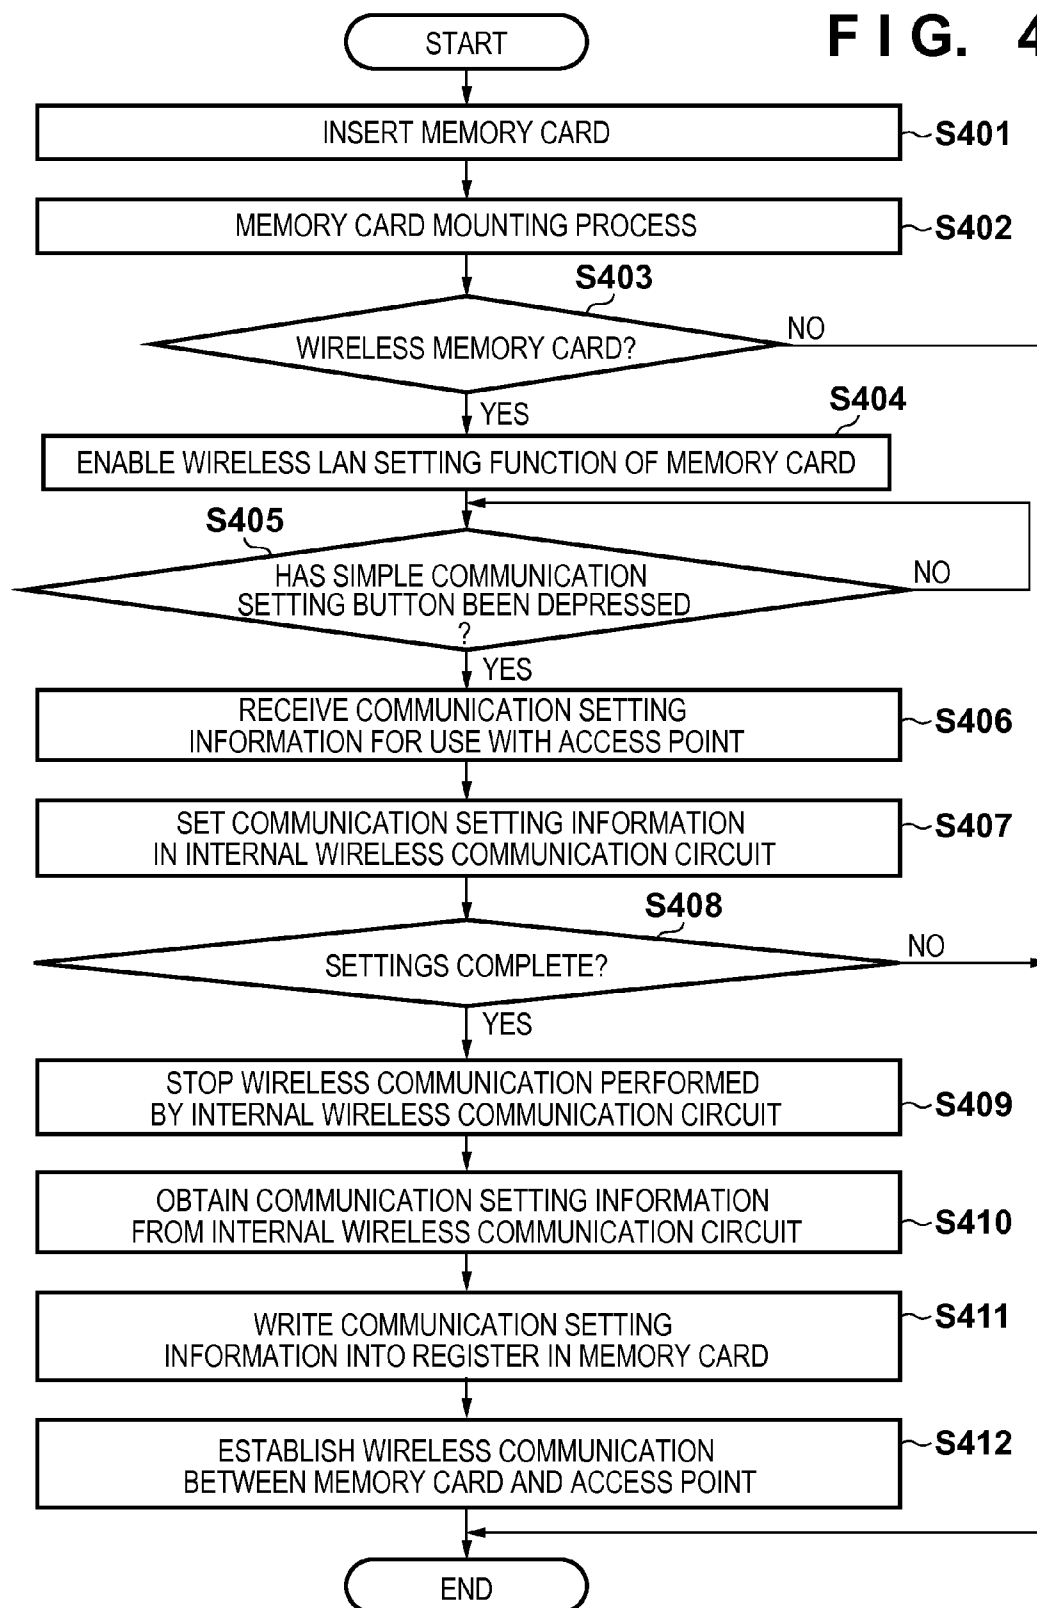 FIG. 4
START
INSERT MEMORY CARD
S401
MEMORY CARD MOUNTING PROCESS
S402
S403
WIRELESS MEMORY CARD?
NO
YES
S404
ENABLE WIRELESS LAN SETTING FUNCTION OF MEMORY CARD
S405
HAS SIMPLE COMMUNICATION
SETTING BUTTON BEEN DEPRESSED
?
NO
YES
RECEIVE COMMUNICATION SETTING
INFORMATION FOR USE WITH ACCESS POINT
S406
SET COMMUNICATION SETTING INFORMATION
IN INTERNAL WIRELESS COMMUNICATION CIRCUIT
S407
S408
SETTINGS COMPLETE?
NO
YES
STOP WIRELESS COMMUNICATION PERFORMED
BY INTERNAL WIRELESS COMMUNICATION CIRCUIT
S409
OBTAIN COMMUNICATION SETTING INFORMATION
FROM INTERNAL WIRELESS COMMUNICATION CIRCUIT
S410
WRITE COMMUNICATION SETTING
INFORMATION INTO REGISTER IN MEMORY CARD
S411
ESTABLISH WIRELESS COMMUNICATION
BETWEEN MEMORY CARD AND ACCESS POINT
S412
END